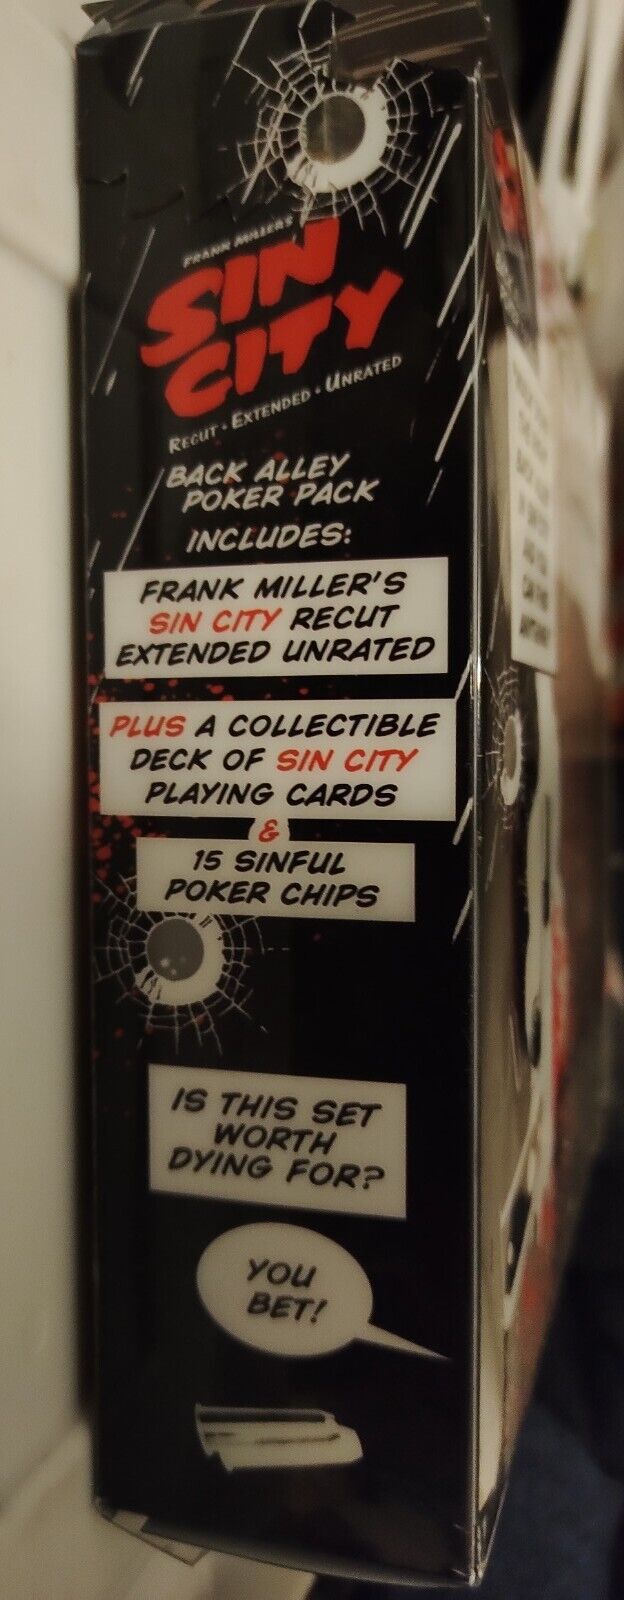 FRANK MILLER'S
SIN
CITY
RECUT • EXTENDED • UNRATED
BACK ALLEY
POKER PACK
INCLUDES:
FRANK MILLER'S
SIN CITY RECUT
EXTENDED UNRATED
PLUS A COLLECTIBLE
DECK OF SIN CITY
PLAYING CARDS
&
15 SINFUL
POKER CHIPS
IS THIS SET
WORTH
DYING FOR?
YOU
BET!